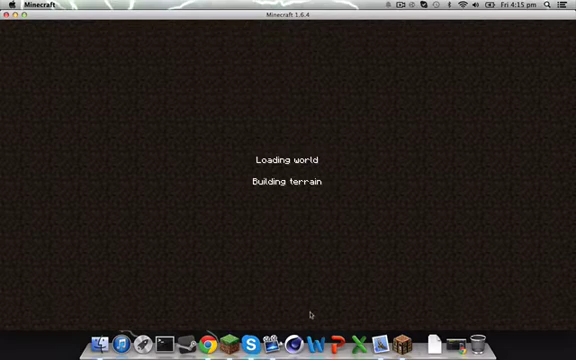 Minecraft
Fri 4:15 pm
Minecraft 1.6.4
Loading world
Building terrain